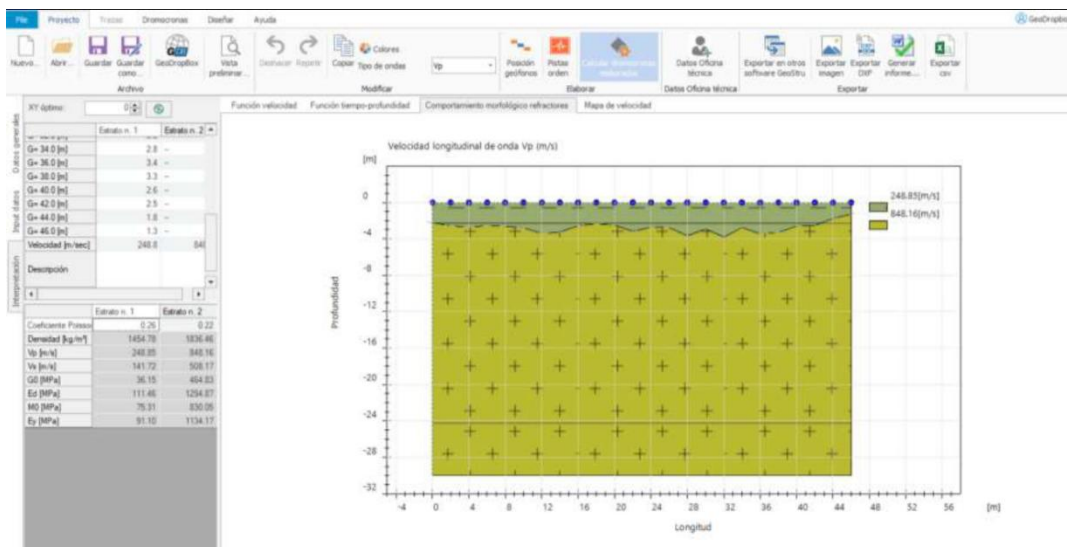 File Proyecto Trazas Dromocronas Diseñar Ayuda GeoDropbo
Nuevo... Abrir... Guardar Guardar como... GeoDropBox Vista preliminar... Deshacer Repetir Copiar Colores Tipo de ondas Vp Posición geófonos Pistas orden Calcular dromocronas Datos Oficina técnica Exportar en otros software GeoStru Exportar imagen Exportar DXF Generar informe.... Exportar csv
Archivo Modificar Elaborar Datos Oficina técnica Exportar
XY óptimo: 0
Función velocidad Función tiempo-profundidad Comportamiento morfológico refractores Mapa de velocidad
Datos generales
Input datos
Interpretación
Estrato n. 1 Estrato n. 2
G= 34.0 [m] 2.8 --
G= 36.0 [m] 3.4 --
G= 38.0 [m] 3.3 --
G= 40.0 [m] 2.6 --
G= 42.0 [m] 2.5 --
G= 44.0 [m] 1.8 --
G= 46.0 [m] 1.3 --
Velocidad [m/sec] 248.8 848
Descripción
Estrato n. 1 Estrato n. 2
Coeficiente Poisso 0.26 0.22
Densidad [kg/m³] 1454.78 1836.46
Vp [m/s] 248.85 848.16
Vs [m/s] 141.72 508.17
G0 [MPa] 36.15 464.83
Ed [MPa] 111.46 1294.87
M0 [MPa] 75.31 830.05
Ey [MPa] 91.10 1134.17
Velocidad longitudinal de onda Vp (m/s)
[m]
0
-4
-8
-12
-16
-20
-24
-28
-32
Profundidad
248.85[m/s]
848.16[m/s]
-4 0 4 8 12 16 20 24 28 32 36 40 44 48 52 56 [m]
Longitud